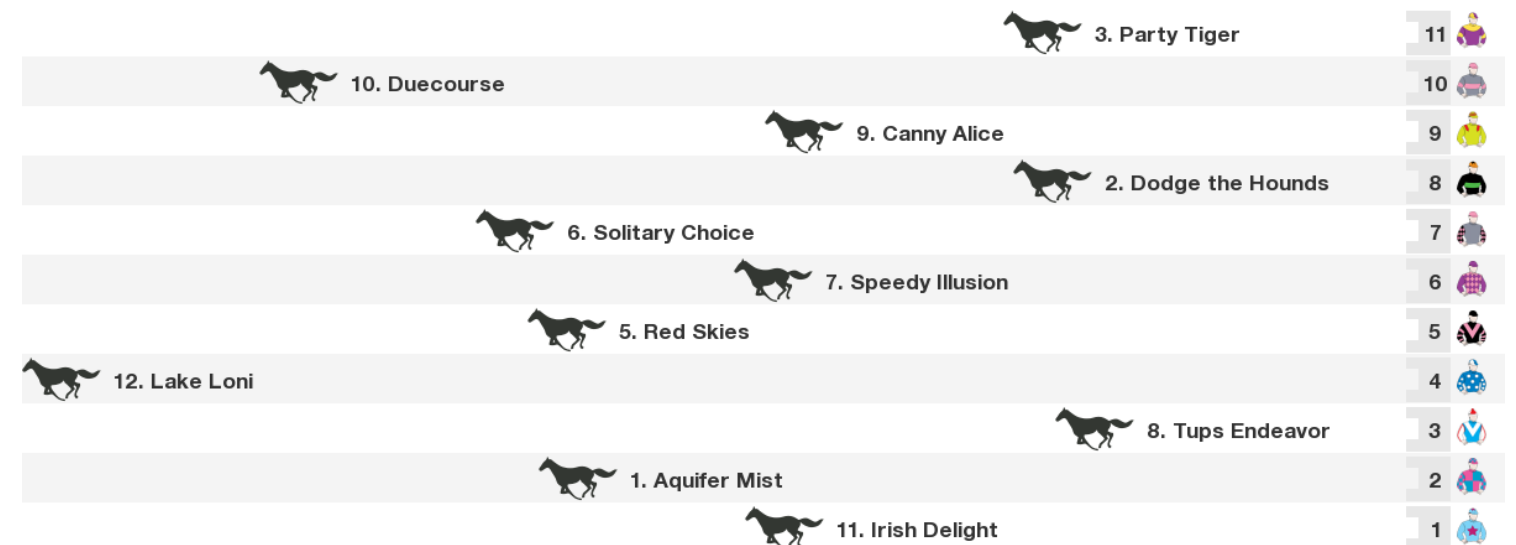 3. Party Tiger 11
10. Duecourse 10
9. Canny Alice 9
2. Dodge the Hounds 8
6. Solitary Choice 7
7. Speedy Illusion 6
5. Red Skies 5
12. Lake Loni 4
8. Tups Endeavor 3
1. Aquifer Mist 2
11. Irish Delight 1